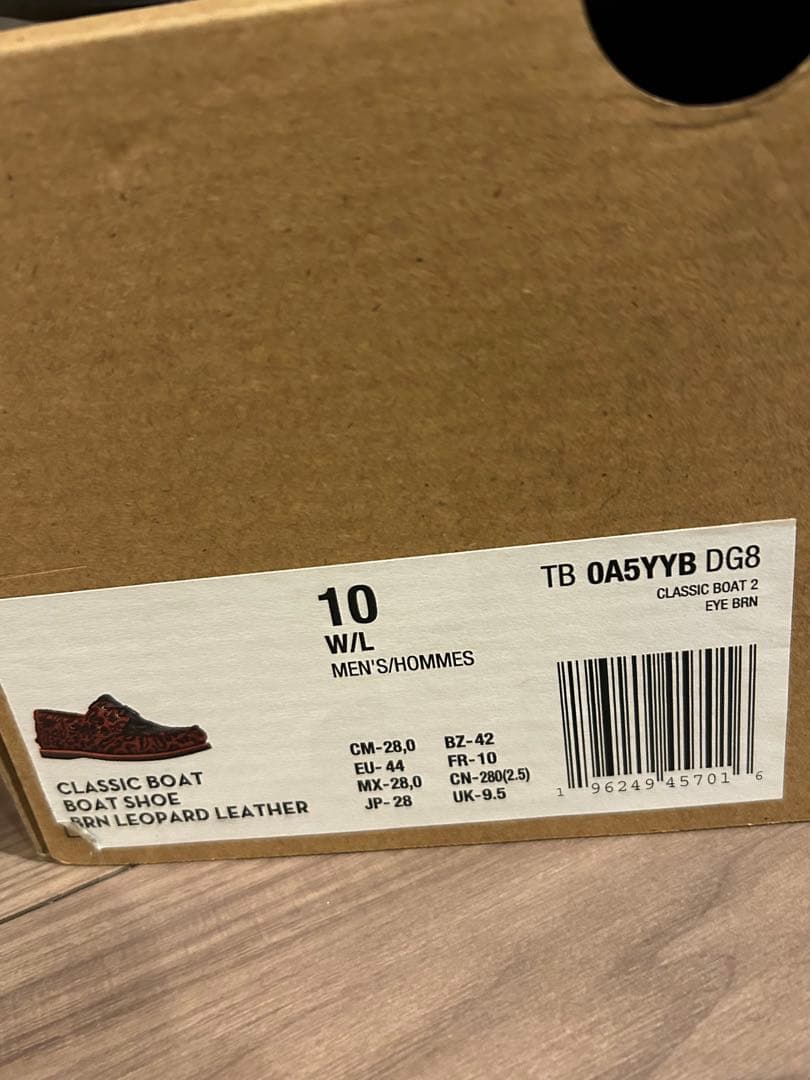 10
W/L
MEN'S/HOMMES
TB 0A5YYB DG8
CLASSIC BOAT 2
EYE BRN
CM-28,0
EU- 44
MX-28,0
JP- 28
BZ-42
FR-10
CN-280(2.5)
UK-9.5
1 96249 45701 6
CLASSIC BOAT
BOAT SHOE
BRN LEOPARD LEATHER